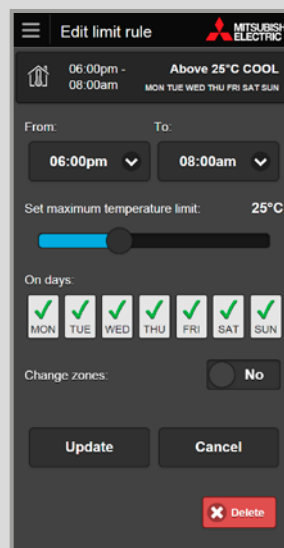 Edit limit rule
MITSUBISH
ELECTRIC
06:00pm -
08:00am
Above 25°C COOL
MON TUE WED THU FRI SAT SUN
From:
To:
06:00pm
08:00am
Set maximum temperature limit:
25°C
On days:
MON TUE WED THU FRI SAT SUN
Change zones:
No
Update
Cancel
Delete